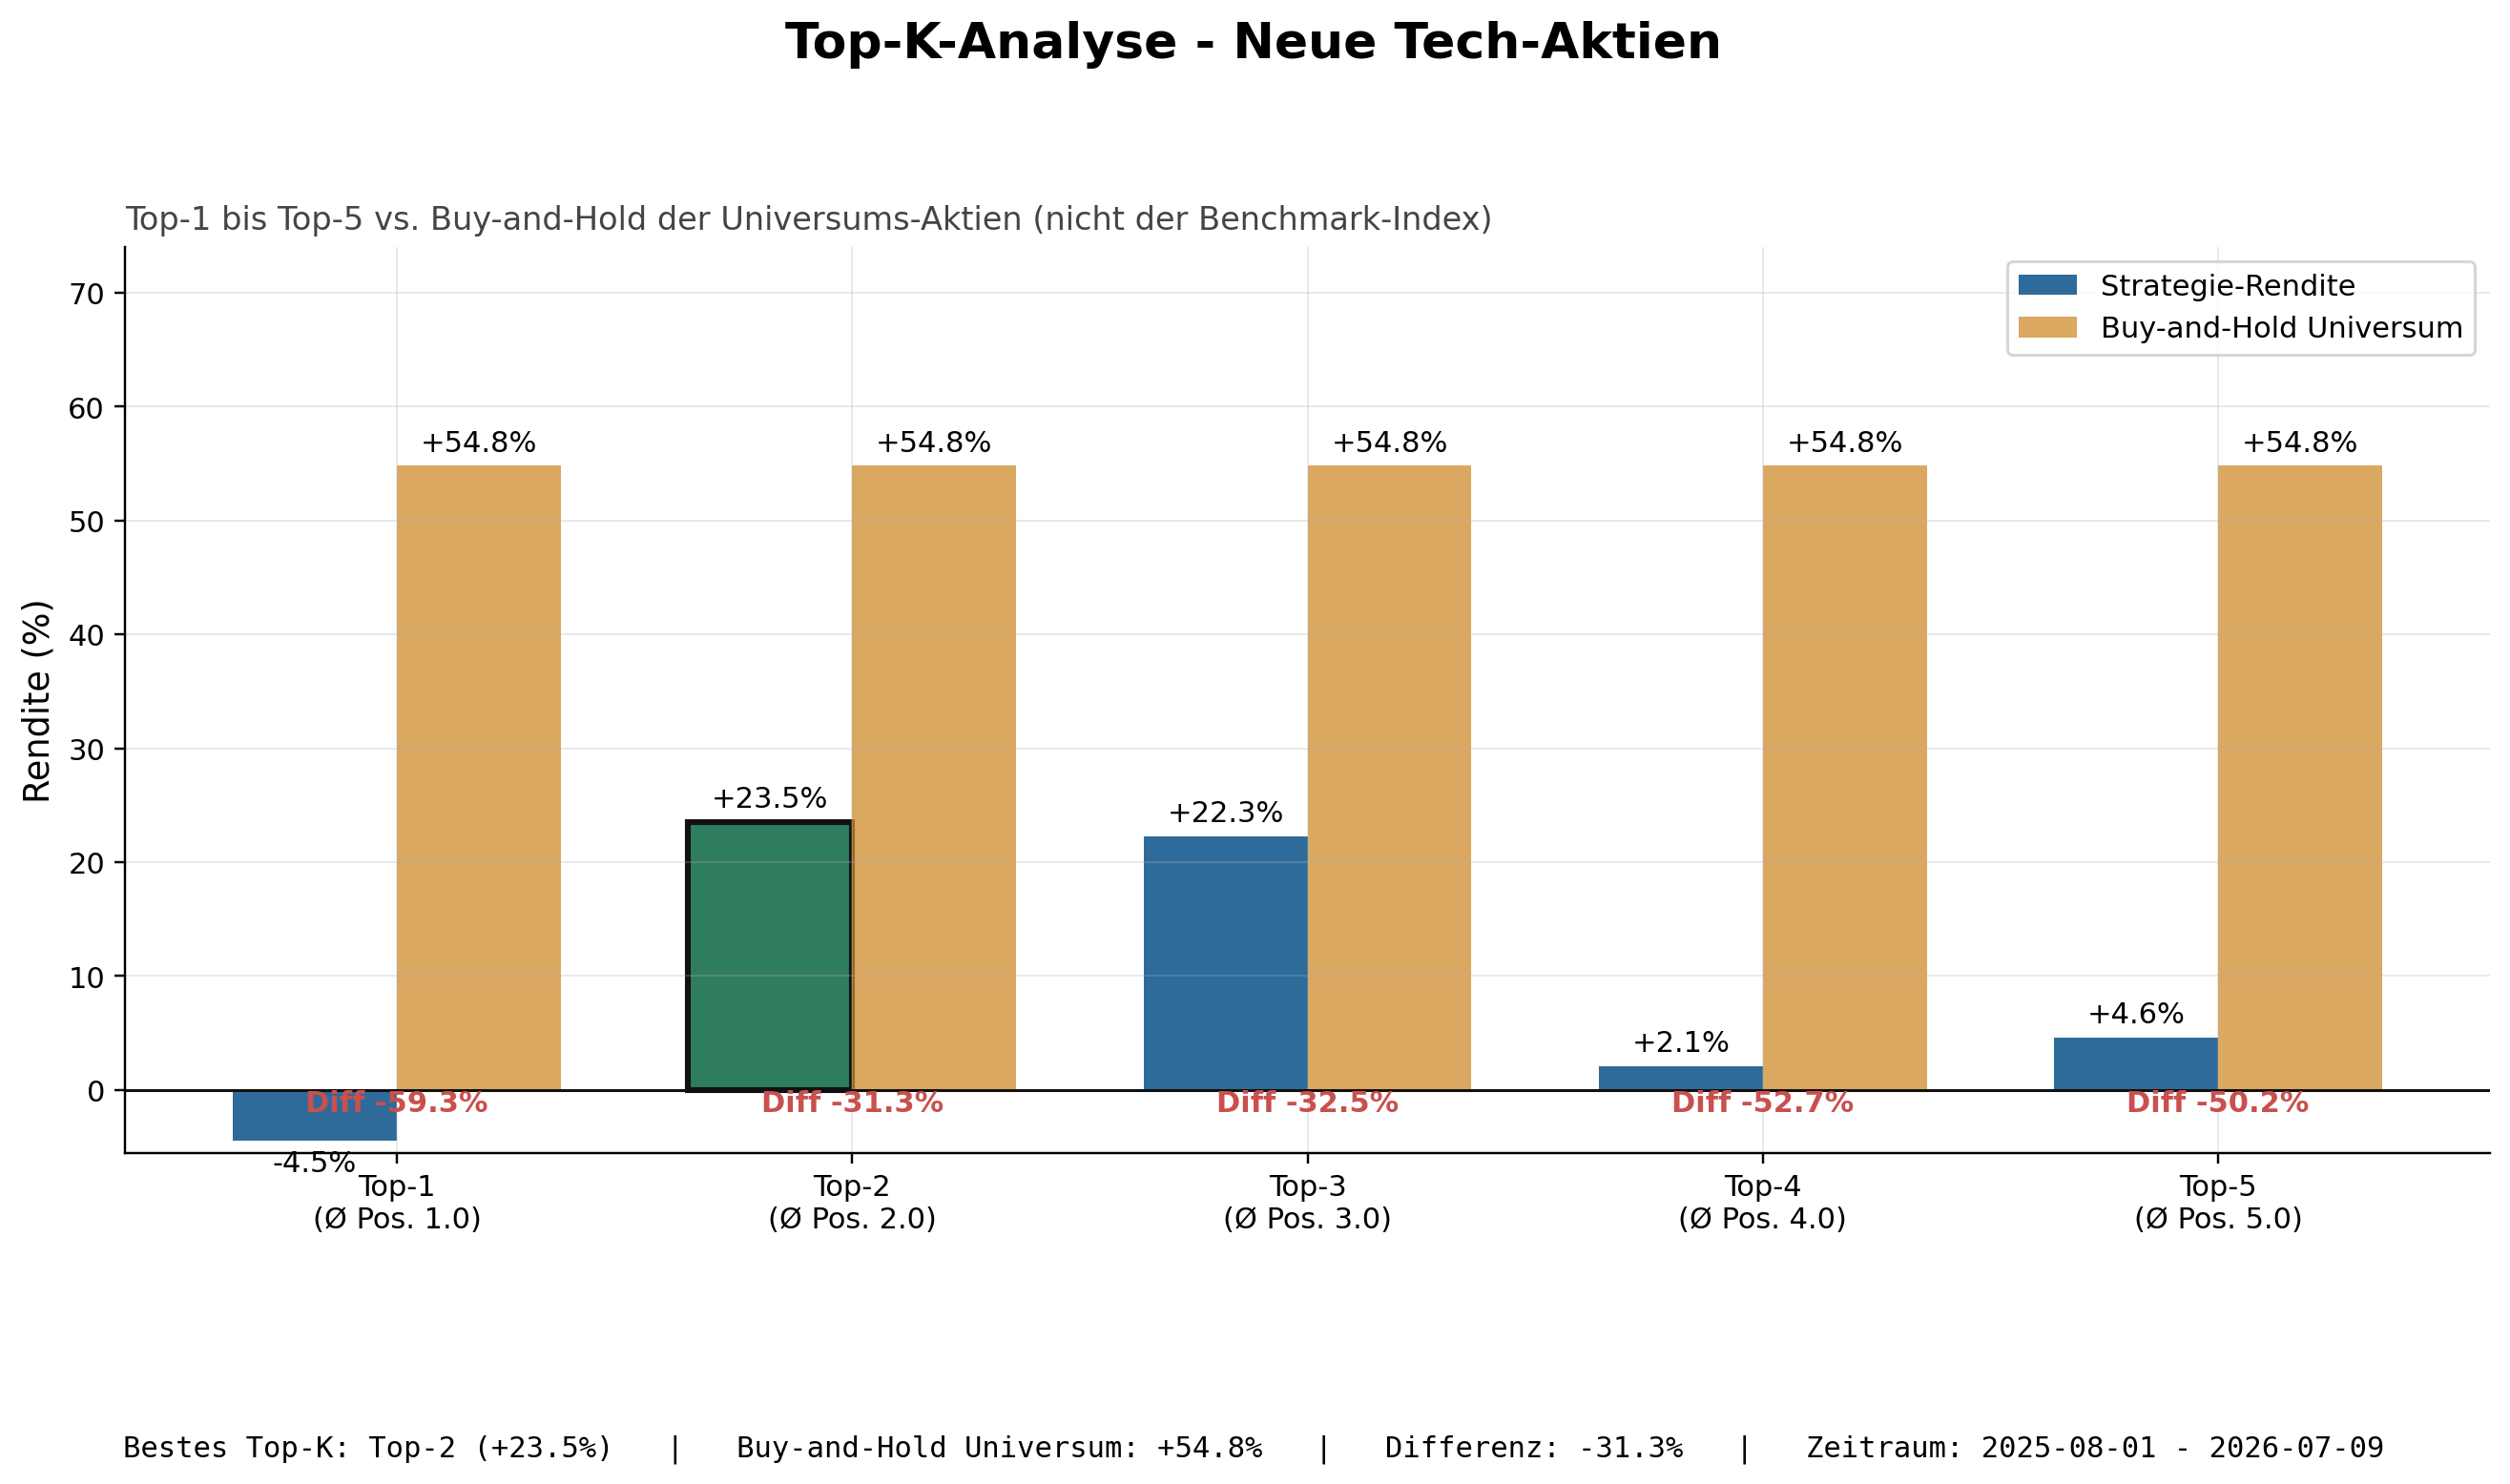 Top-K-Analyse - Neue Tech-Aktien
Top-1 bis Top-5 vs. Buy-and-Hold der Universums-Aktien (nicht der Benchmark-Index)
Rendite (%)
70
60
50
40
30
20
10
0
Strategie-Rendite
Buy-and-Hold Universum
+54.8%
+54.8%
+54.8%
+54.8%
+54.8%
+23.5%
+22.3%
+2.1%
+4.6%
-4.5%
Diff -59.3%
Diff -31.3%
Diff -32.5%
Diff -52.7%
Diff -50.2%
Top-1
(Ø Pos. 1.0)
Top-2
(Ø Pos. 2.0)
Top-3
(Ø Pos. 3.0)
Top-4
(Ø Pos. 4.0)
Top-5
(Ø Pos. 5.0)
Bestes Top-K: Top-2 (+23.5%) | Buy-and-Hold Universum: +54.8% | Differenz: -31.3% | Zeitraum: 2025-08-01 - 2026-07-09